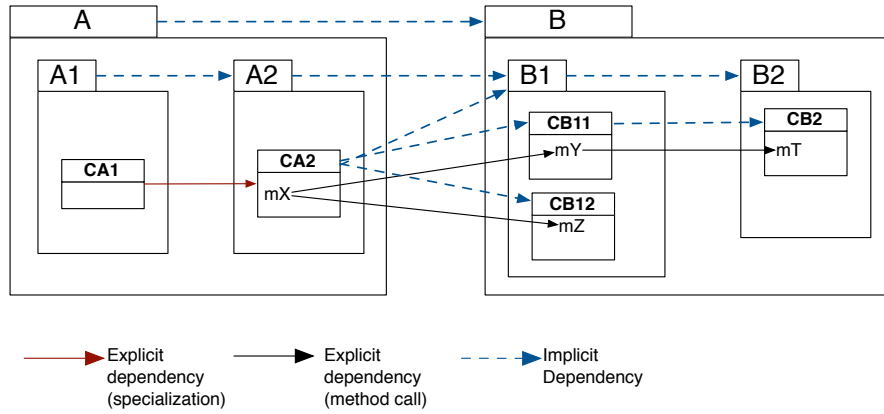 A
B
A1
A2
B1
B2
CB11
CB2
CA1
CA2
mY
mT
mX
CB12
mZ
Explicit
dependency
(specialization)
Explicit
dependency
(method call)
Implicit
Dependency